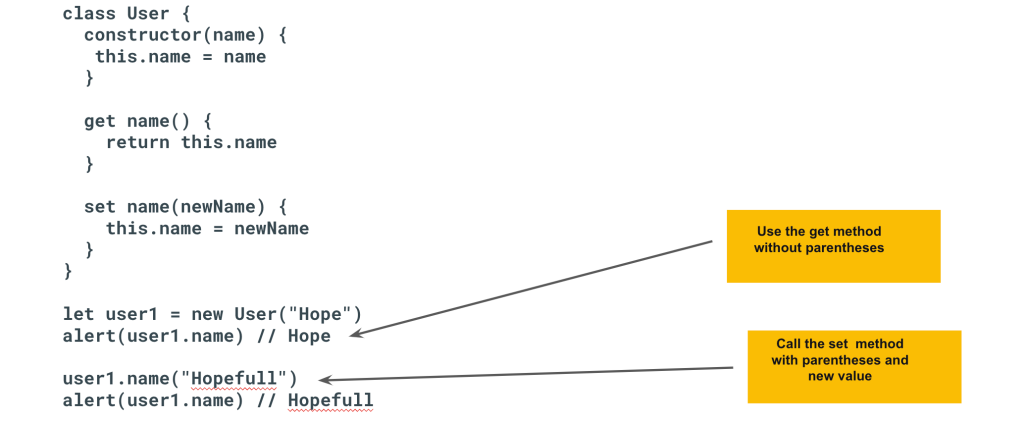 class User {
constructor(name) {
this.name = name
}
get name() {
return this.name
}
set name(newName) {
this.name = newName
}
}
let user1 = new User("Hope")
alert(user1.name) // Hope
user1.name("Hopefull")
alert(user1.name) // Hopefull
Use the get method
without parentheses
Call the set method
with parentheses and
new value